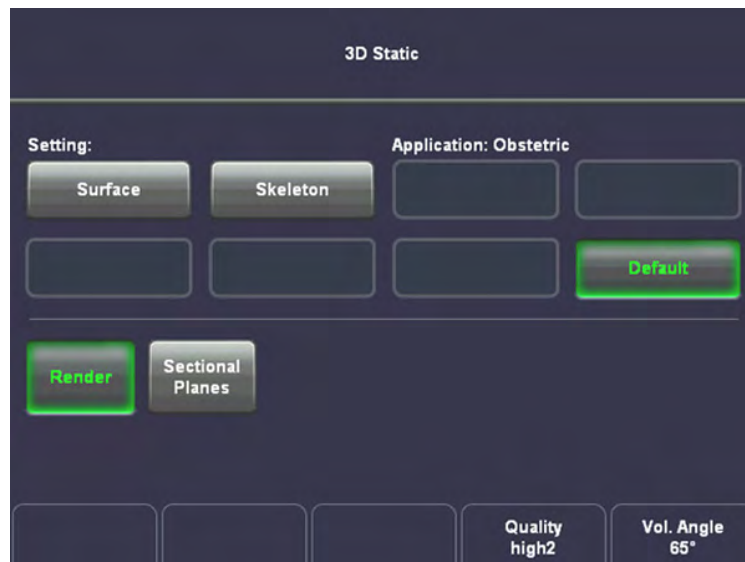 3D Static
Setting:
Application: Obstetric
Surface
Skeleton
Default
Render
Sectional
Planes
Quality
high2
Vol. Angle
65°